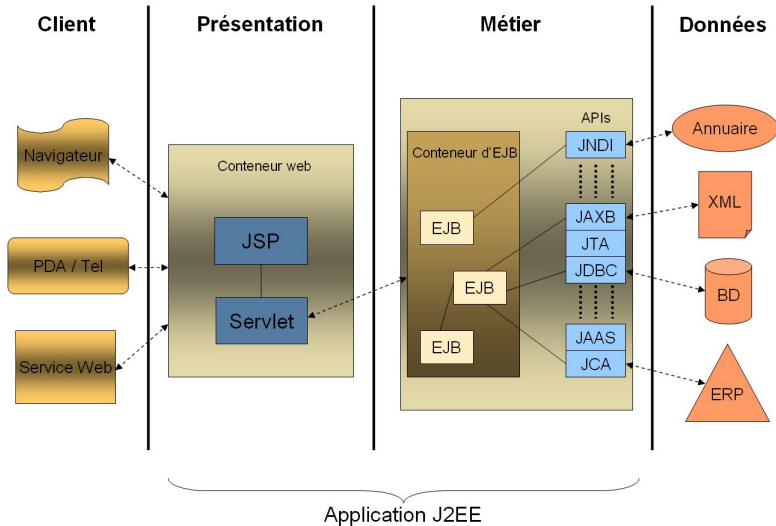 Client
Présentation
Métier
Données
Navigateur
PDA / Tel
Service Web
Conteneur web
JSP
Servlet
Conteneur d'EJB
EJB
EJB
EJB
APIs
JNDI
JAXB
JTA
JDBC
JAAS
JCA
Annuaire
XML
BD
ERP
Application J2EE